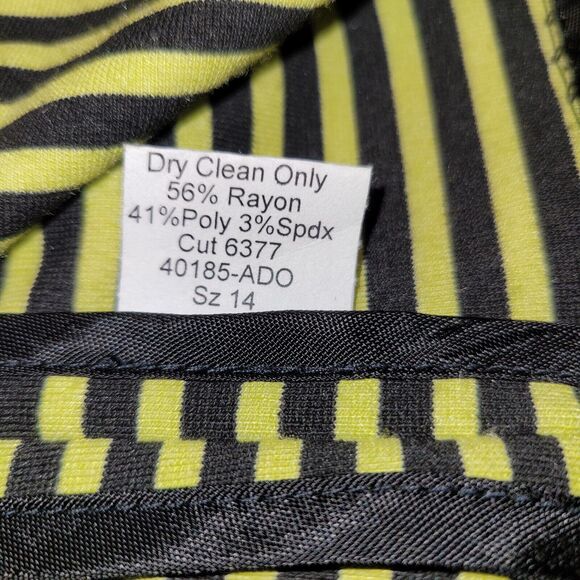 Dry Clean Only
56% Rayon
41%Poly 3%Spdx
Cut 6377
40185-ADO
Sz 14